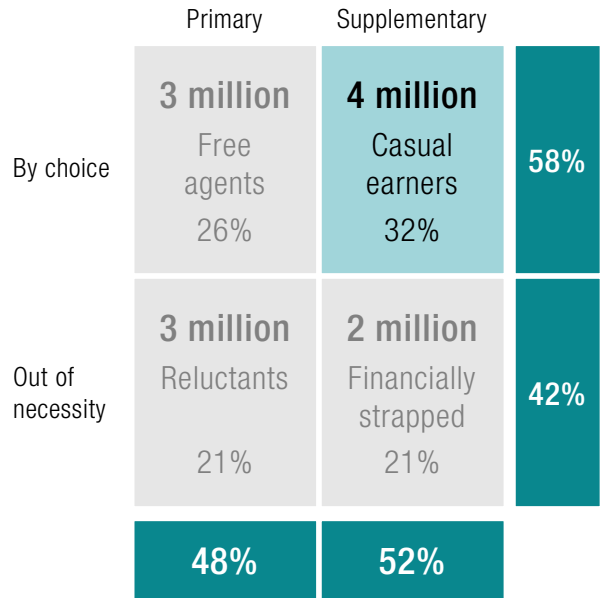 Primary
Supplementary
By choice
3 million
Free
agents
26%
4 million
Casual
earners
32%
58%
Out of
necessity
3 million
Reluctants
21%
2 million
Financially
strapped
21%
42%
48%
52%